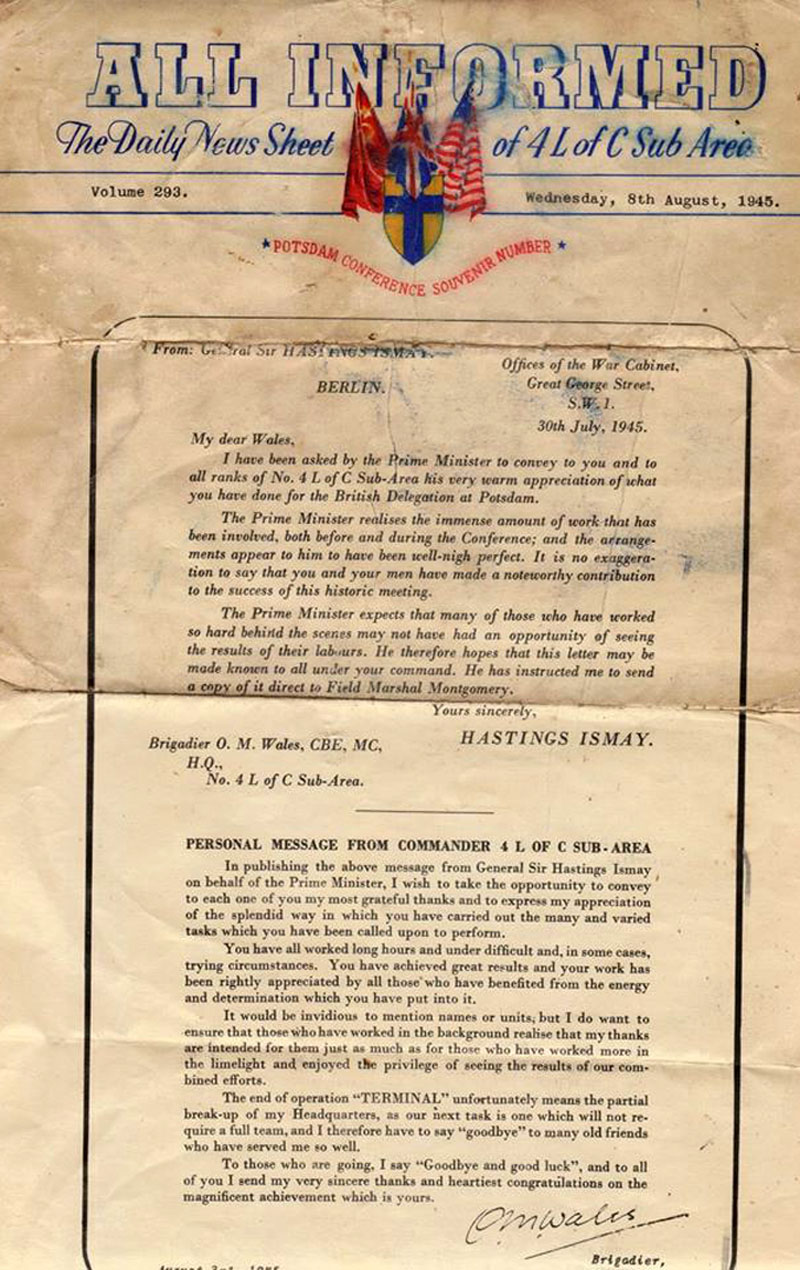 ALL INFORMED
The Daily News Sheet of 4 L of C Sub Area
Volume 293.
Wednesday, 8th August, 1945.
★ POTSDAM CONFERENCE SOUVENIR NUMBER ★
From: General Sir HASTINGS ISMAY.
BERLIN.
Offices of the War Cabinet,
Great George Street,
S.W.1.
30th July, 1945.
My dear Wales,
I have been asked by the Prime Minister to convey to you and to
all ranks of No. 4 L of C Sub-Area his very warm appreciation of what
you have done for the British Delegation at Potsdam.
The Prime Minister realises the immense amount of work that has
been involved, both before and during the Conference; and the arrange-
ments appear to him to have been well-nigh perfect. It is no exaggera-
tion to say that you and your men have made a noteworthy contribution
to the success of this historic meeting.
The Prime Minister expects that many of those who have worked
so hard behind the scenes may not have had an opportunity of seeing
the results of their labours. He therefore hopes that this letter may be
made known to all under your command. He has instructed me to send
a copy of it direct to Field Marshal Montgomery.
Yours sincerely,
HASTINGS ISMAY.
Brigadier O. M. Wales, CBE, MC,
H.Q.,
No. 4 L of C Sub-Area.
PERSONAL MESSAGE FROM COMMANDER 4 L OF C SUB-AREA
In publishing the above message from General Sir Hastings Ismay
on behalf of the Prime Minister, I wish to take the opportunity to convey
to each one of you my most grateful thanks and to express my appreciation
of the splendid way in which you have carried out the many and varied
tasks which you have been called upon to perform.
You have all worked long hours and under difficult and, in some cases,
trying circumstances. You have achieved great results and your work has
been rightly appreciated by all those who have benefited from the energy
and determination which you have put into it.
It would be invidious to mention names or units, but I do want to
ensure that those who have worked in the background realise that my thanks
are intended for them just as much as for those who have worked more in
the limelight and enjoyed the privilege of seeing the results of our com-
bined efforts.
The end of operation "TERMINAL" unfortunately means the partial
break-up of my Headquarters, as our next task is one which will not re-
quire a full team, and I therefore have to say "goodbye" to many old friends
who have served me so well.
To those who are going, I say "Goodbye and good luck", and to all
of you I send my very sincere thanks and heartiest congratulations on the
magnificent achievement which is yours.
OMWales
Brigadier,